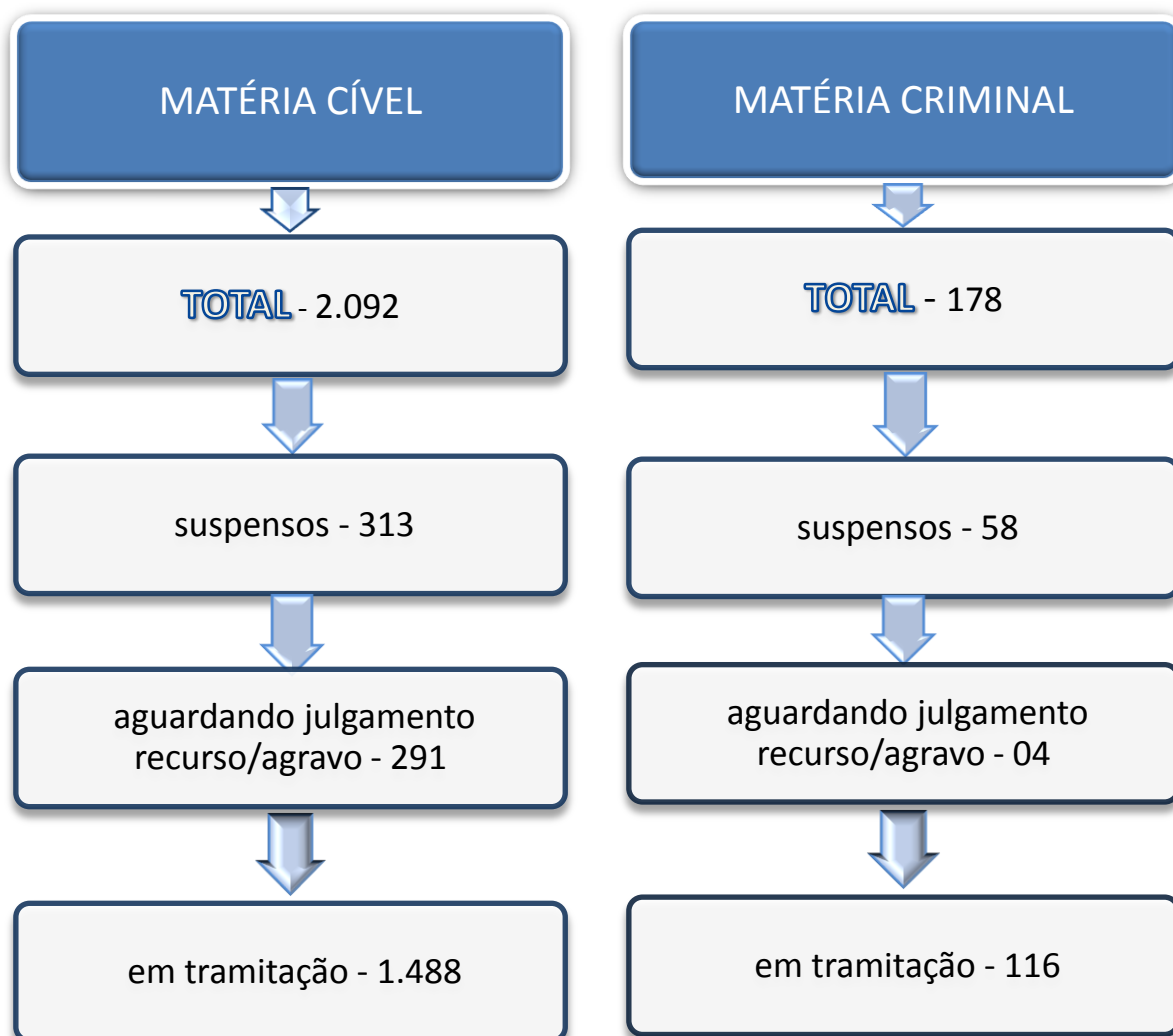 MATÉRIA CÍVEL
TOTAL - 2.092
suspensos - 313
aguardando julgamento
recurso/agravo - 291
em tramitação - 1.488
MATÉRIA CRIMINAL
TOTAL - 178
suspensos - 58
aguardando julgamento
recurso/agravo - 04
em tramitação - 116